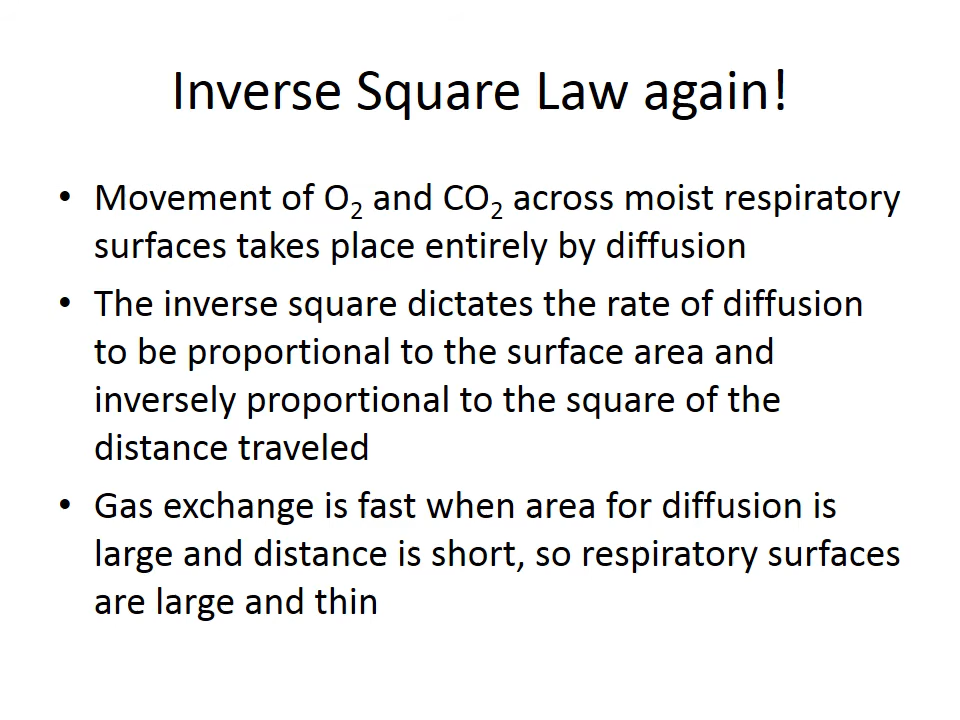 Inverse Square Law again!
• Movement of O₂ and CO₂ across moist respiratory
surfaces takes place entirely by diffusion
• The inverse square dictates the rate of diffusion
to be proportional to the surface area and
inversely proportional to the square of the
distance traveled
• Gas exchange is fast when area for diffusion is
large and distance is short, so respiratory surfaces
are large and thin